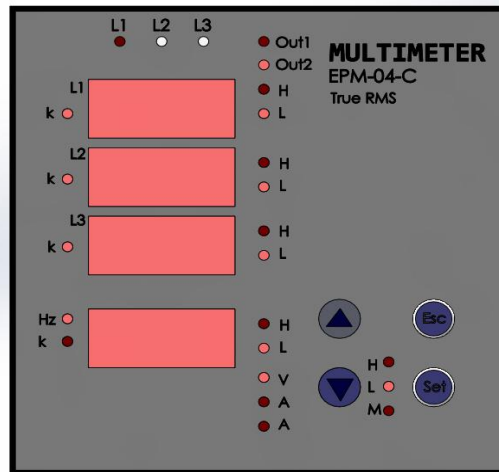 L1 L2 L3
Out1
Out2
MULTIMETER
EPM-04-C
True RMS
L1
k
H
L
L2
k
H
L
L3
k
H
L
Hz
k
H
L
V
A
A
Esc
H
L
M
Set